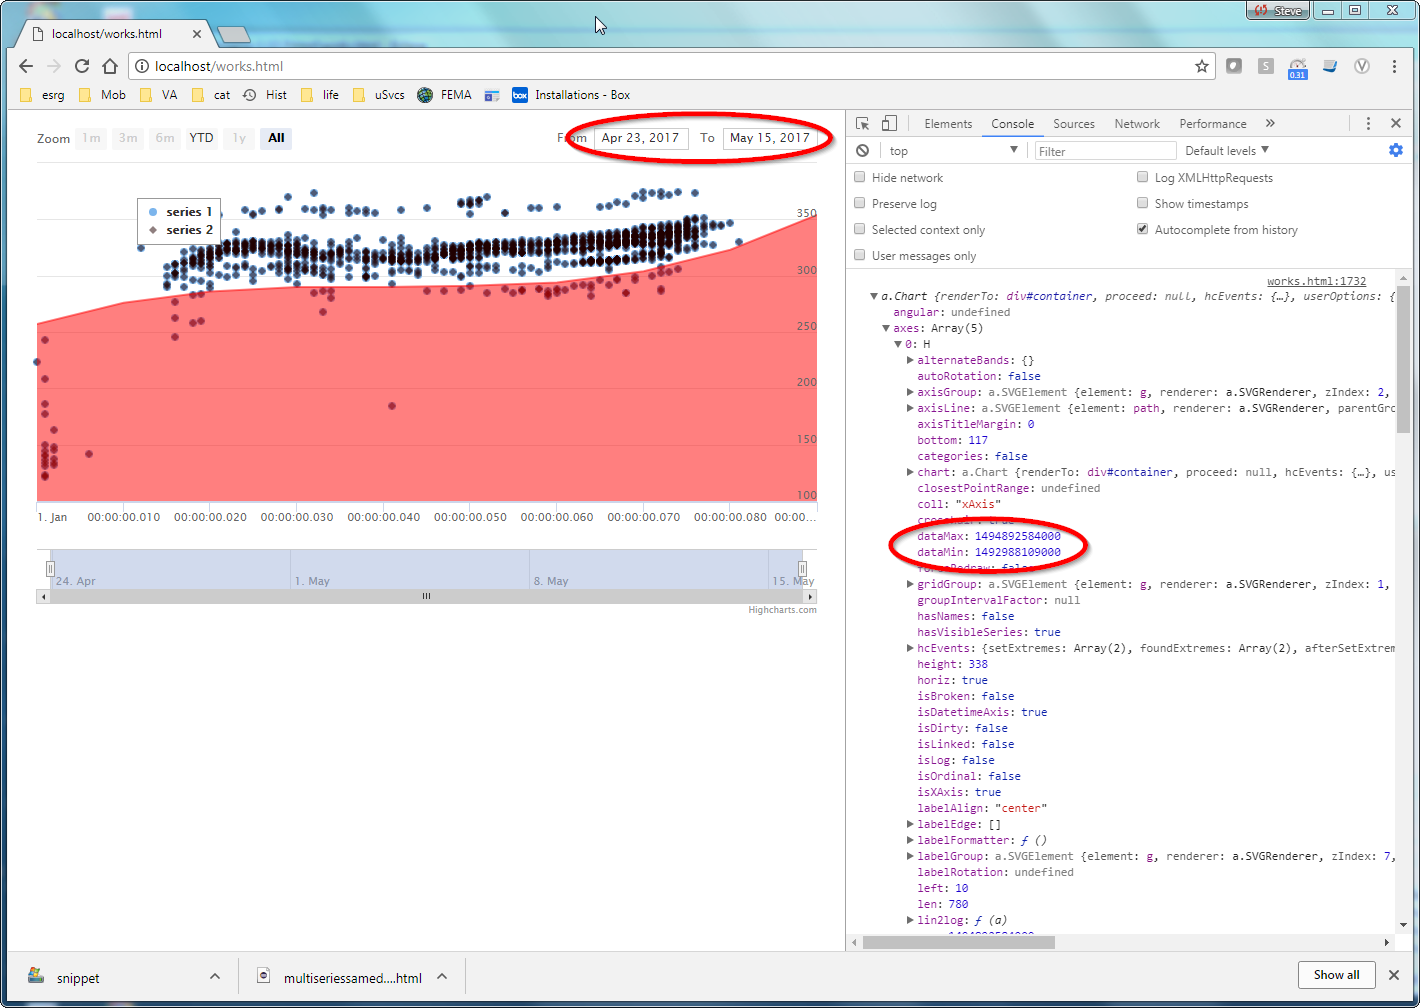 Steve
localhost/works.html
localhost/works.html
S
0.31
V
esrg Mob VA cat Hist life uSvcs FEMA box Installations - Box
Zoom 1m 3m 6m YTD 1y All From Apr 23, 2017 To May 15, 2017
series 1
series 2
350
300
250
200
150
100
1. Jan 00:00:00.010 00:00:00.020 00:00:00.030 00:00:00.040 00:00:00.050 00:00:00.060 00:00:00.070 00:00:00.080 00:00:...
24. Apr 1. May 8. May 15. May
Highcharts.com
Elements Console Sources Network Performance »
top Filter Default levels
Hide network Log XMLHttpRequests
Preserve log Show timestamps
Selected context only Autocomplete from history
User messages only
works.html:1732
a.Chart {renderTo: div#container, proceed: null, hcEvents: {…}, userOptions: {
angular: undefined
axes: Array(5)
0: H
alternateBands: {}
autoRotation: false
axisGroup: a.SVGElement {element: g, renderer: a.SVGRenderer, zIndex: 2,
axisLine: a.SVGElement {element: path, renderer: a.SVGRenderer, parentGro
axisTitleMargin: 0
bottom: 117
categories: false
chart: a.Chart {renderTo: div#container, proceed: null, hcEvents: {…}, us
closestPointRange: undefined
coll: "xAxis"
crosshair: true
dataMax: 1494892584000
dataMin: 1492988109000
forceRedraw: false
gridGroup: a.SVGElement {element: g, renderer: a.SVGRenderer, zIndex: 1,
groupIntervalFactor: null
hasNames: false
hasVisibleSeries: true
hcEvents: {setExtremes: Array(2), foundExtremes: Array(2), afterSetExtrem
height: 338
horiz: true
isBroken: false
isDatetimeAxis: true
isDirty: false
isLinked: false
isLog: false
isOrdinal: false
isXAxis: true
labelAlign: "center"
labelEdge: []
labelFormatter: ƒ ()
labelGroup: a.SVGElement {element: g, renderer: a.SVGRenderer, zIndex: 7,
labelRotation: undefined
left: 10
len: 780
lin2log: ƒ (a)
snippet multiseriessamed....html Show all